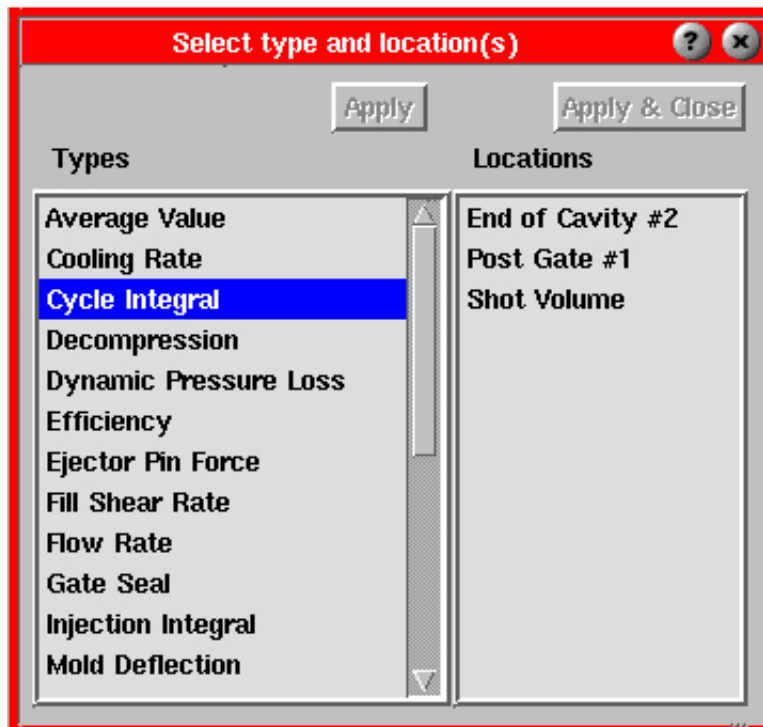 Select type and location(s)
? x
Apply
Apply & Close
Types
Locations
Average Value
Cooling Rate
Cycle Integral
Decompression
Dynamic Pressure Loss
Efficiency
Ejector Pin Force
Fill Shear Rate
Flow Rate
Gate Seal
Injection Integral
Mold Deflection
End of Cavity #2
Post Gate #1
Shot Volume